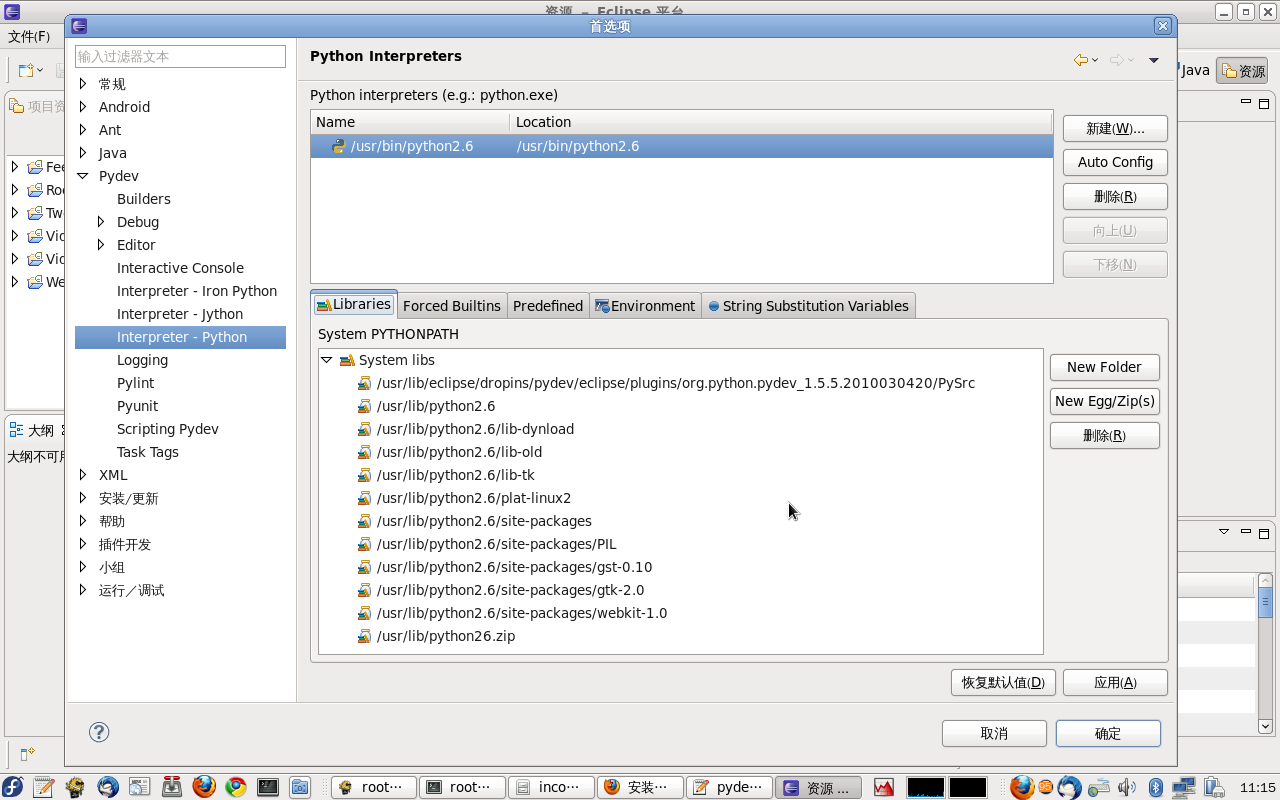 资源 – Eclipse 平台
首选项
文件(F)
输入过滤器文本
Python Interpreters
Java
资源
常规
Android
Ant
Java
Pydev
Builders
Debug
Editor
Interactive Console
Interpreter - Iron Python
Interpreter - Jython
Interpreter - Python
Logging
Pylint
Pyunit
Scripting Pydev
Task Tags
XML
安装/更新
帮助
插件开发
小组
运行／调试
Python interpreters (e.g.: python.exe)
Name Location
/usr/bin/python2.6 /usr/bin/python2.6
新建(W)...
Auto Config
删除(R)
向上(U)
下移(N)
Libraries Forced Builtins Predefined Environment String Substitution Variables
System PYTHONPATH
System libs
/usr/lib/eclipse/dropins/pydev/eclipse/plugins/org.python.pydev_1.5.5.2010030420/PySrc
/usr/lib/python2.6
/usr/lib/python2.6/lib-dynload
/usr/lib/python2.6/lib-old
/usr/lib/python2.6/lib-tk
/usr/lib/python2.6/plat-linux2
/usr/lib/python2.6/site-packages
/usr/lib/python2.6/site-packages/PIL
/usr/lib/python2.6/site-packages/gst-0.10
/usr/lib/python2.6/site-packages/gtk-2.0
/usr/lib/python2.6/site-packages/webkit-1.0
/usr/lib/python26.zip
New Folder
New Egg/Zip(s)
删除(R)
恢复默认值(D) 应用(A)
取消 确定
项目资
Fee
Roo
Tw
Vic
Vic
We
大纲
大纲不可用
root… root… inco… 安装… pyde… 资源 ... 11:15